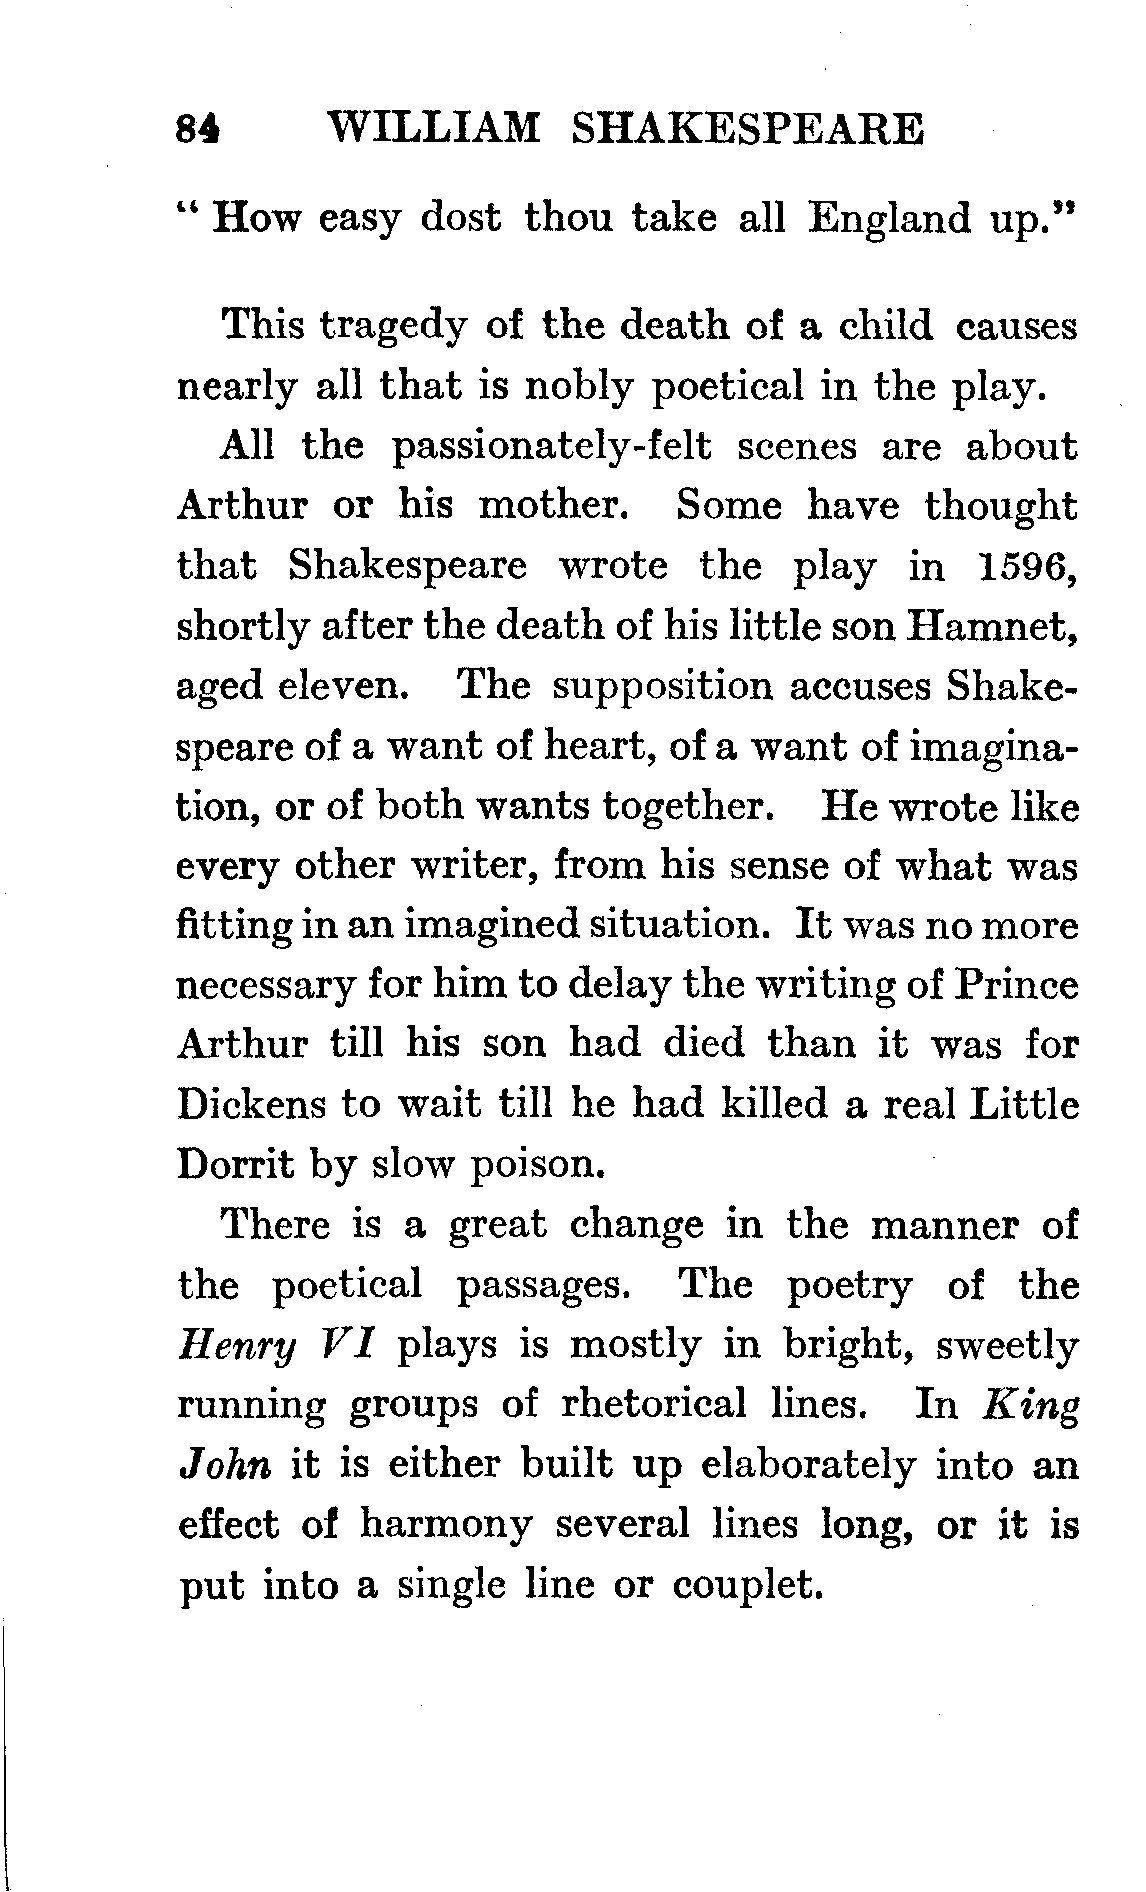 84 WILLIAM SHAKESPEARE
“ How easy dost thou take all England up.”
This tragedy of the death of a child causes
nearly all that is nobly poetical in the play.
All the passionately-felt scenes are about
Arthur or his mother. Some have thought
that Shakespeare wrote the play in 1596,
shortly after the death of his little son Hamnet,
aged eleven. The supposition accuses Shake-
speare of a want of heart, of a want of imagina-
tion, or of both wants together. He wrote like
every other writer, from his sense of what was
fitting in an imagined situation. It was no more
necessary for him to delay the writing of Prince
Arthur till his son had died than it was for
Dickens to wait till he had killed a real Little
Dorrit by slow poison.
There is a great change in the manner of
the poetical passages. The poetry of the
Henry VI plays is mostly in bright, sweetly
running groups of rhetorical lines. In King
John it is either built up elaborately into an
effect of harmony several lines long, or it is
put into a single line or couplet.